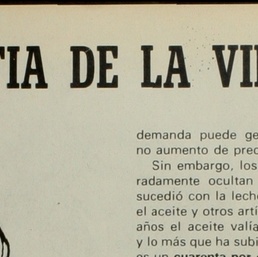 TIA DE LA VI
demanda puede ge
no aumento de prec
Sin embargo, los
radamente ocultan
sucedió con la lech
el aceite y otros artí
años el aceite valía
y lo más que ha subi
es un cuarenta por